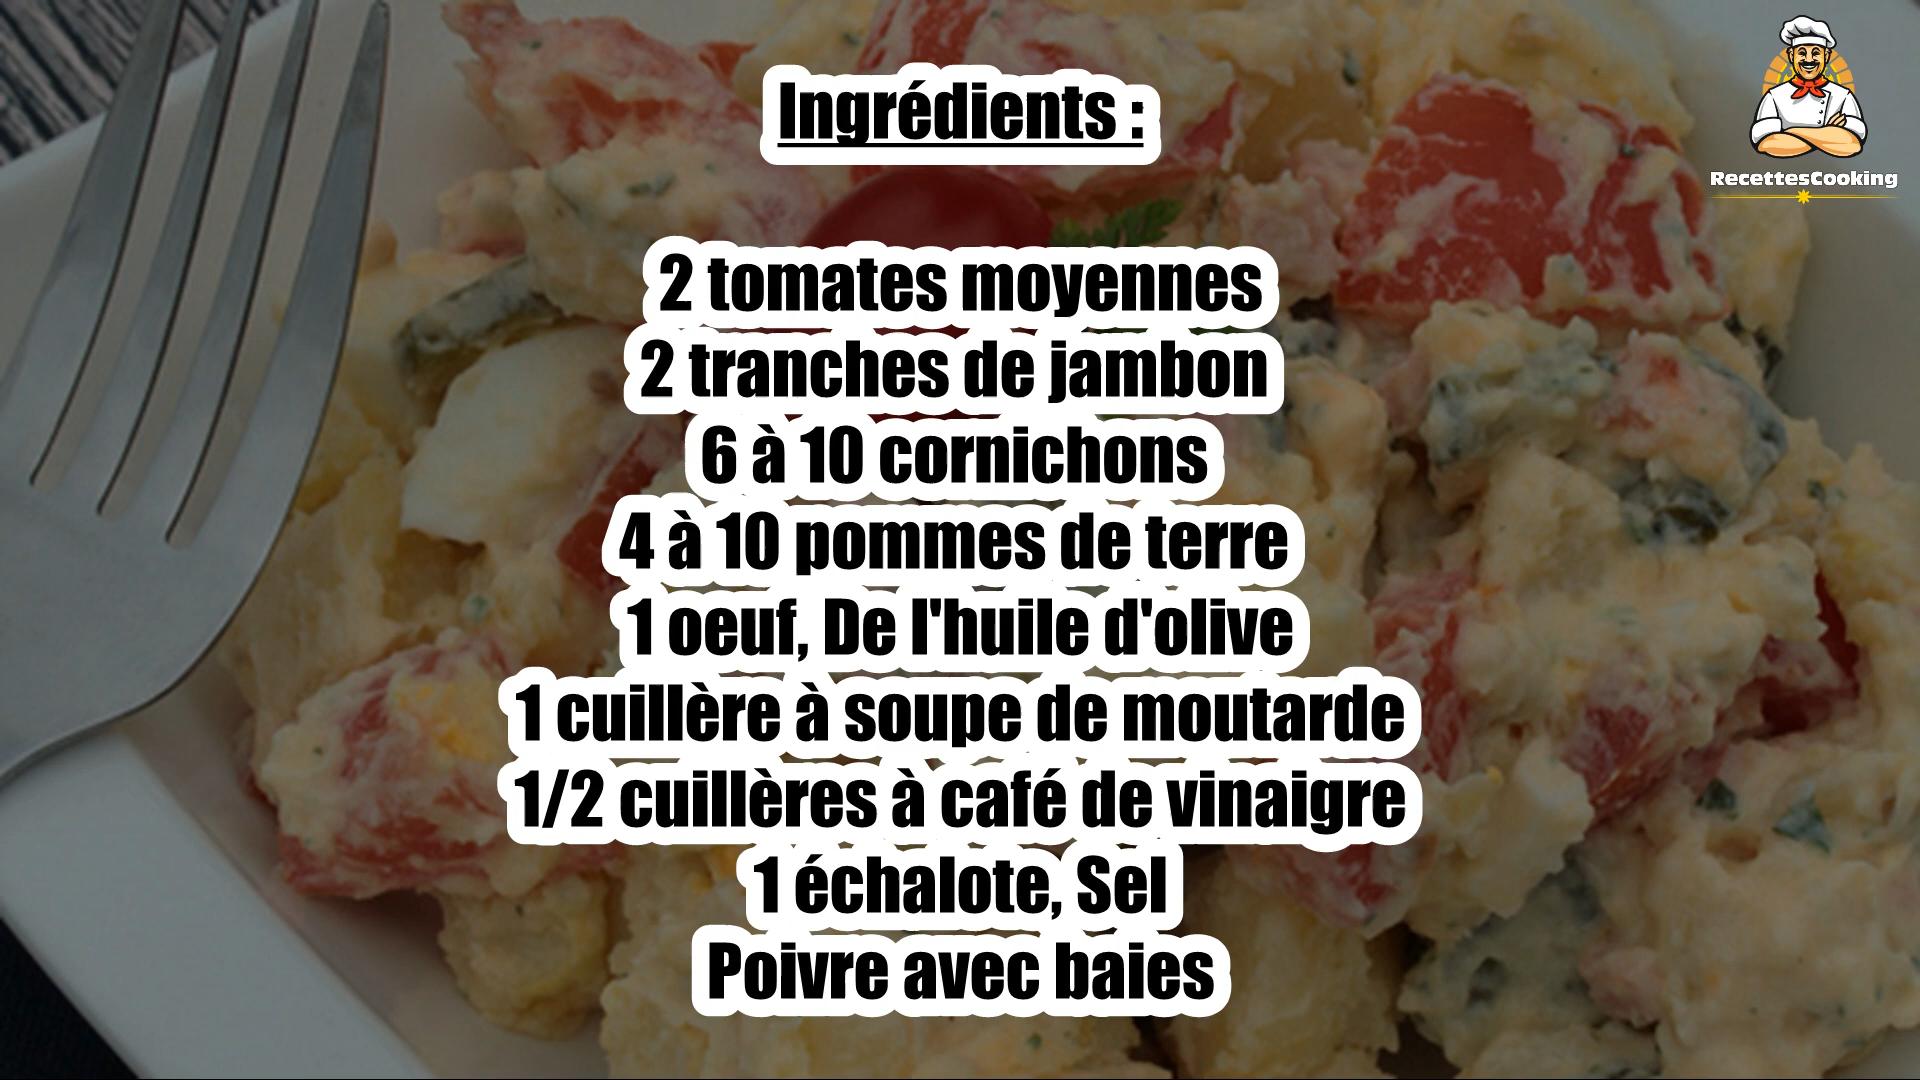 Ingrédients :
RecettesCooking
2 tomates moyennes
2 tranches de jambon
6 à 10 cornichons
4 à 10 pommes de terre
1 oeuf, De l'huile d'olive
1 cuillère à soupe de moutarde
1/2 cuillères à café de vinaigre
1 échalote, Sel
Poivre avec baies